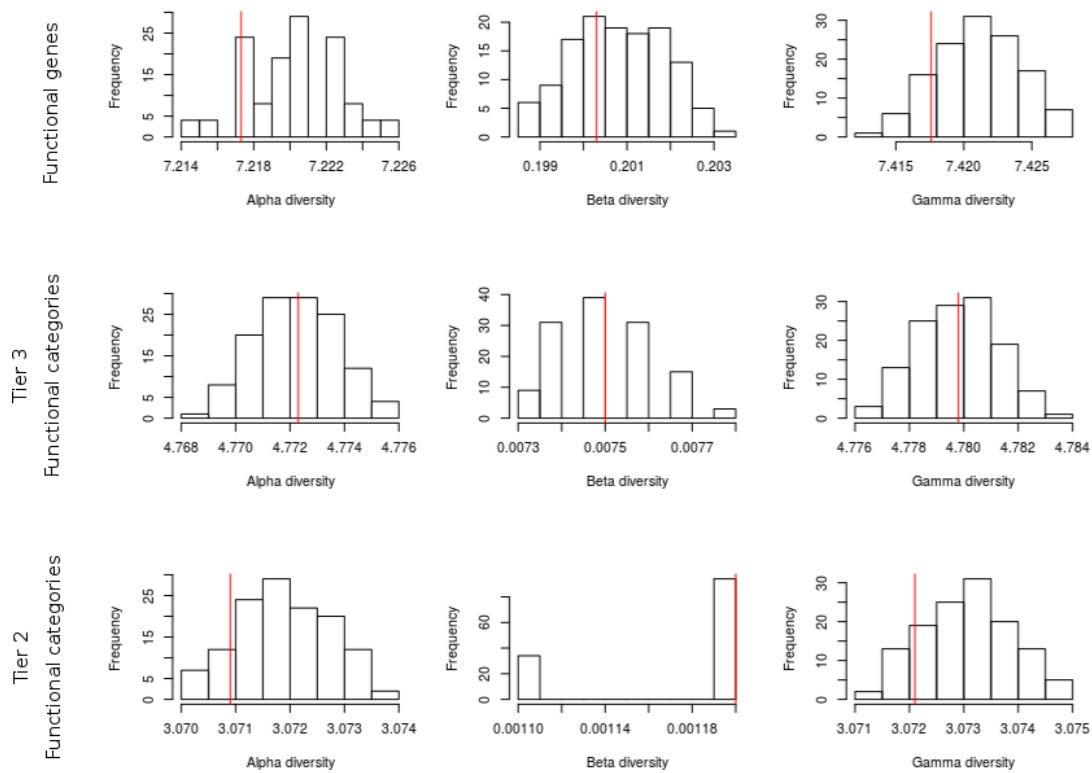 Functional genes
Frequency
0 5 15 25
7.214 7.218 7.222 7.226
Alpha diversity
Frequency
0 5 10 15 20
0.199 0.201 0.203
Beta diversity
Frequency
0 10 20 30
7.415 7.420 7.425
Gamma diversity
Tier 3
Functional categories
Frequency
0 5 15 25
4.768 4.770 4.772 4.774 4.776
Alpha diversity
Frequency
0 10 20 30 40
0.0073 0.0075 0.0077
Beta diversity
Frequency
0 10 20 30
4.776 4.778 4.780 4.782 4.784
Gamma diversity
Tier 2
Functional categories
Frequency
0 5 15 25
3.070 3.071 3.072 3.073 3.074
Alpha diversity
Frequency
0 20 60
0.00110 0.00114 0.00118
Beta diversity
Frequency
0 10 20 30
3.071 3.072 3.073 3.074 3.075
Gamma diversity